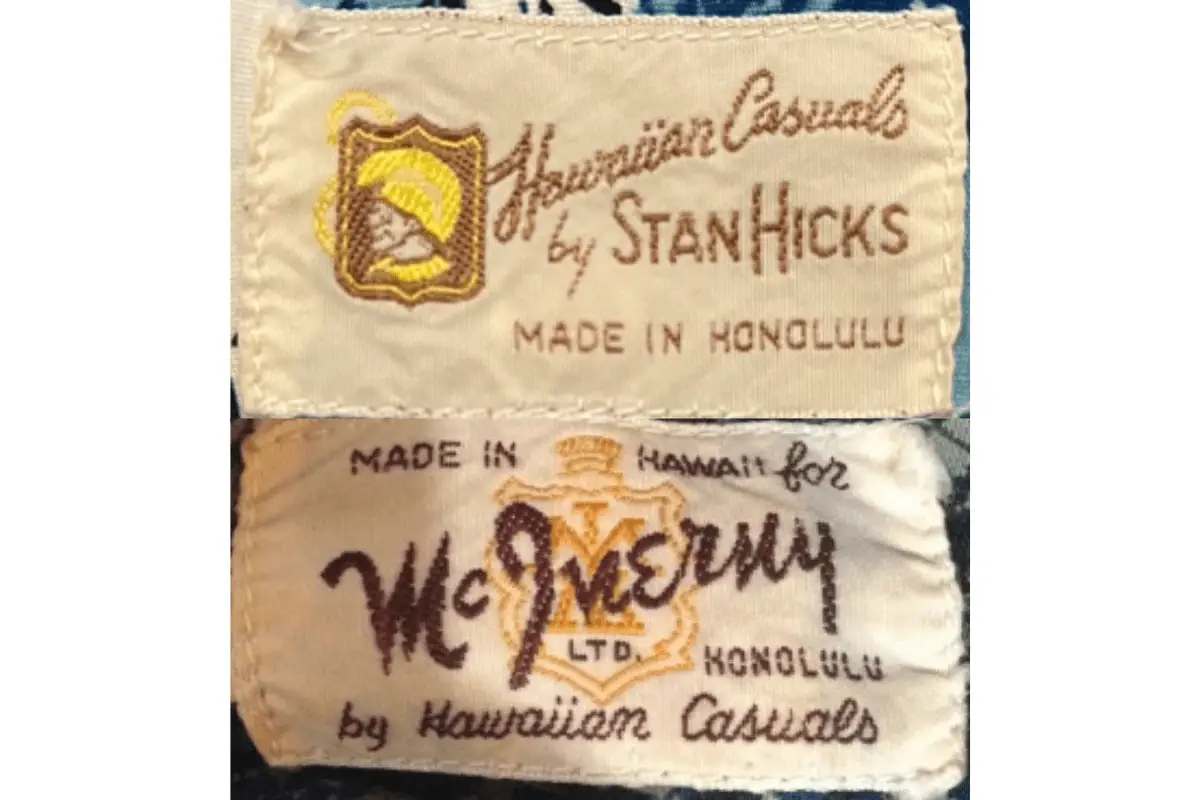 Hawaiian Casuals
by STAN HICKS
MADE IN HONOLULU
MADE IN HAWAII for
McInerny
LTD.
HONOLULU
by Hawaiian Casuals